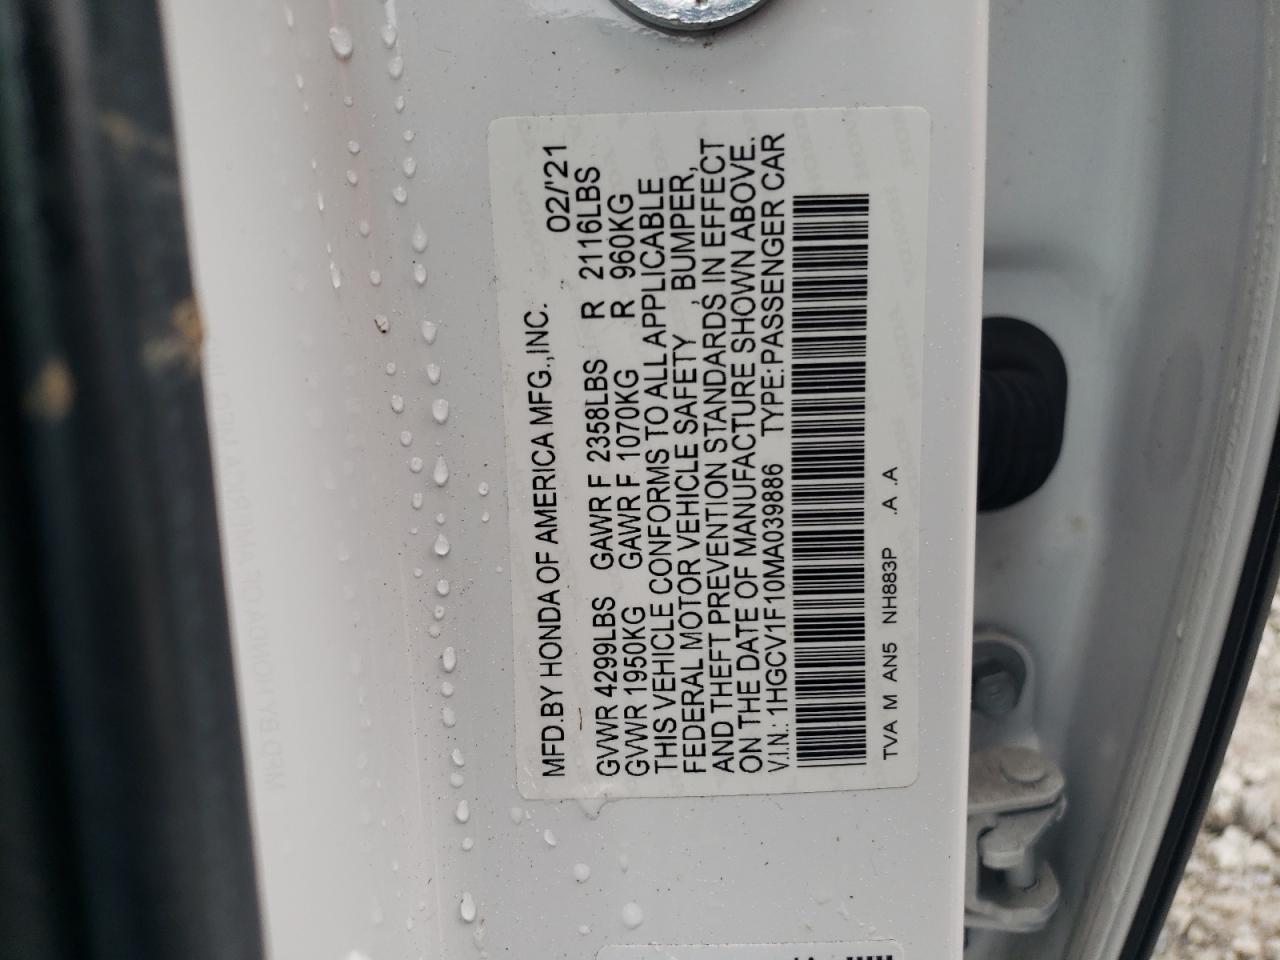 MFD.BY HONDA OF AMERICA MFG.,INC. 02/'21
GVWR 4299LBS GAWR F 2358LBS R 2116LBS
GVWR 1950KG GAWR F 1070KG R 960KG
THIS VEHICLE CONFORMS TO ALL APPLICABLE
FEDERAL MOTOR VEHICLE SAFETY, BUMPER,
AND THEFT PREVENTION STANDARDS, IN EFFECT
ON THE DATE OF MANUFACTURE SHOWN ABOVE.
V.I.N.: 1HGCV1F10MA039886 TYPE: PASSENGER CAR
TVA M AN5 NH883P .A .A